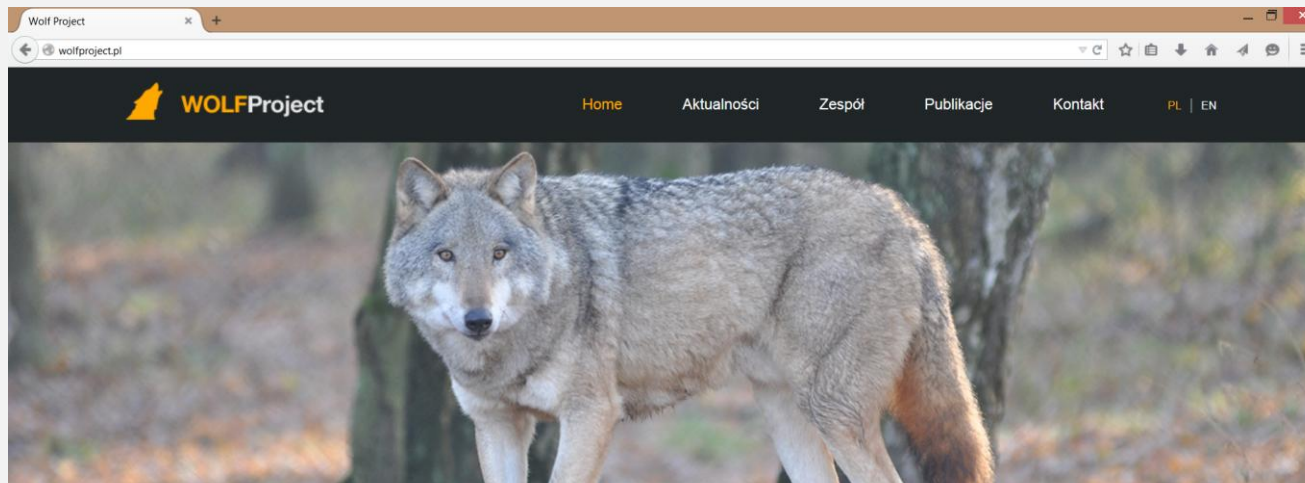 Wolf Project
wolfproject.pl
WOLFProject Home Aktualności Zespół Publikacje Kontakt PL | EN